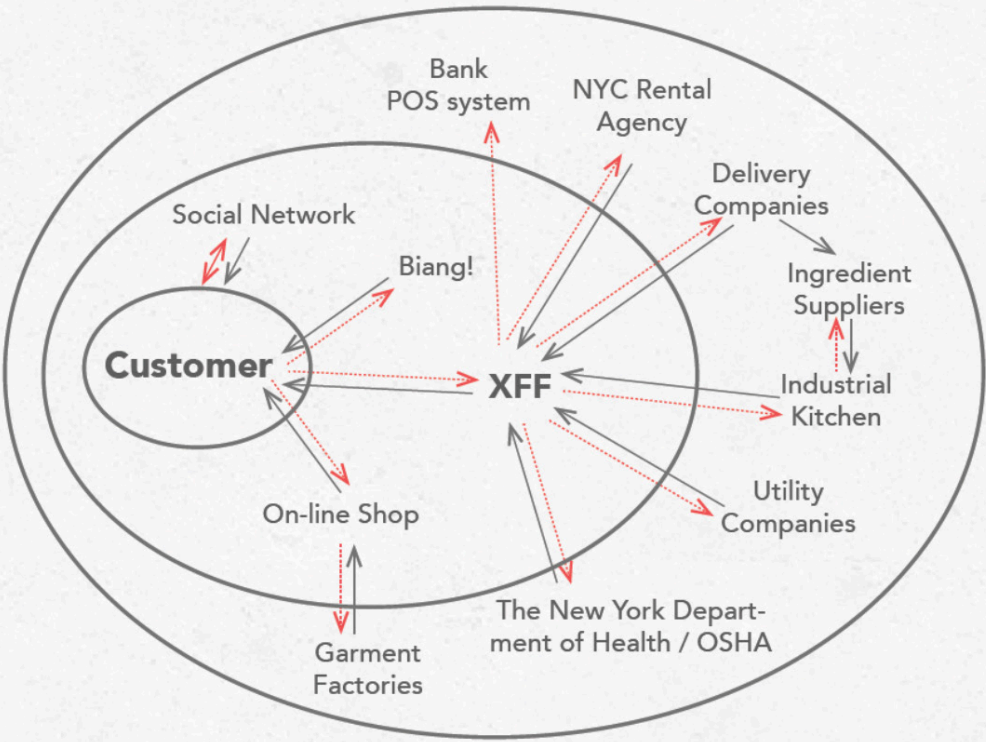 Bank
POS system
NYC Rental
Agency
Delivery
Companies
Social Network
Biang!
Ingredient
Suppliers
Customer
XFF
Industrial
Kitchen
Utility
Companies
On-line Shop
The New York Depart-
ment of Health / OSHA
Garment
Factories